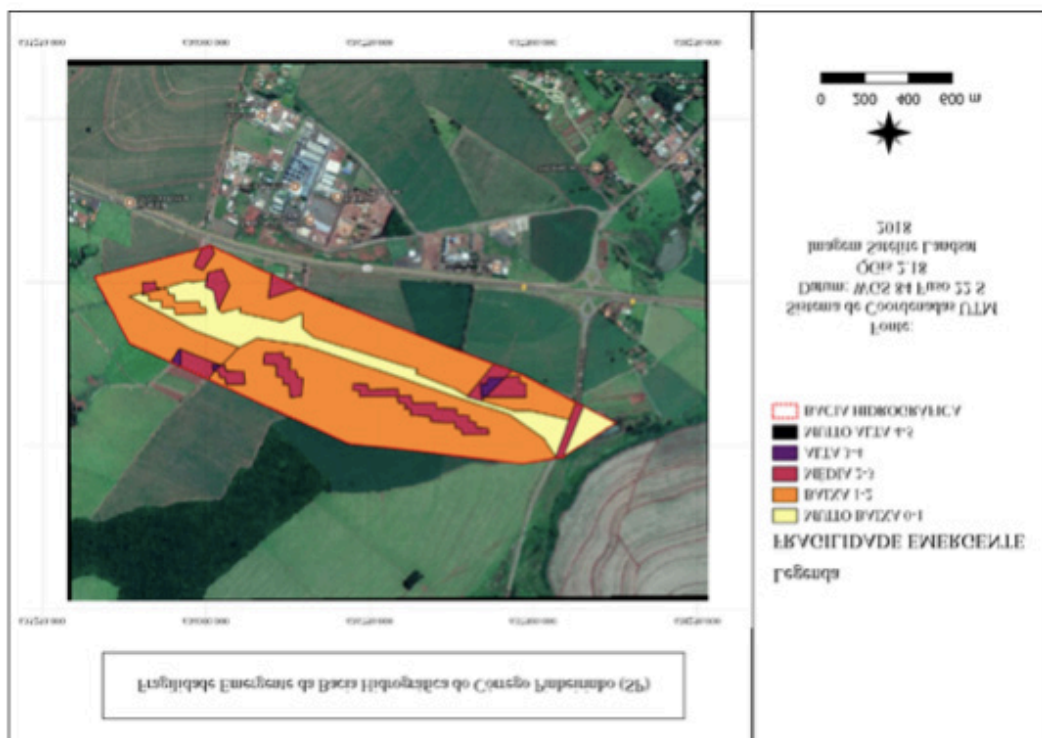 Fragilidade Emergente da Bacia Hidrográfica do Córrego Pinheirinho (SP)
Legenda
FRAGILIDADE EMERGENTE
MUITO BAIXA 0-1
BAIXA 1-2
MÉDIA 2-3
ALTA 3-4
MUITO ALTA 4-5
BACIA HIDROGRÁFICA
Fonte:
Sistema de Coordenadas UTM
Datum: WGS 84 Fuso 22 S
QGis 2.18
Imagem Satélite Landsat
2018
0 200 400 600 m